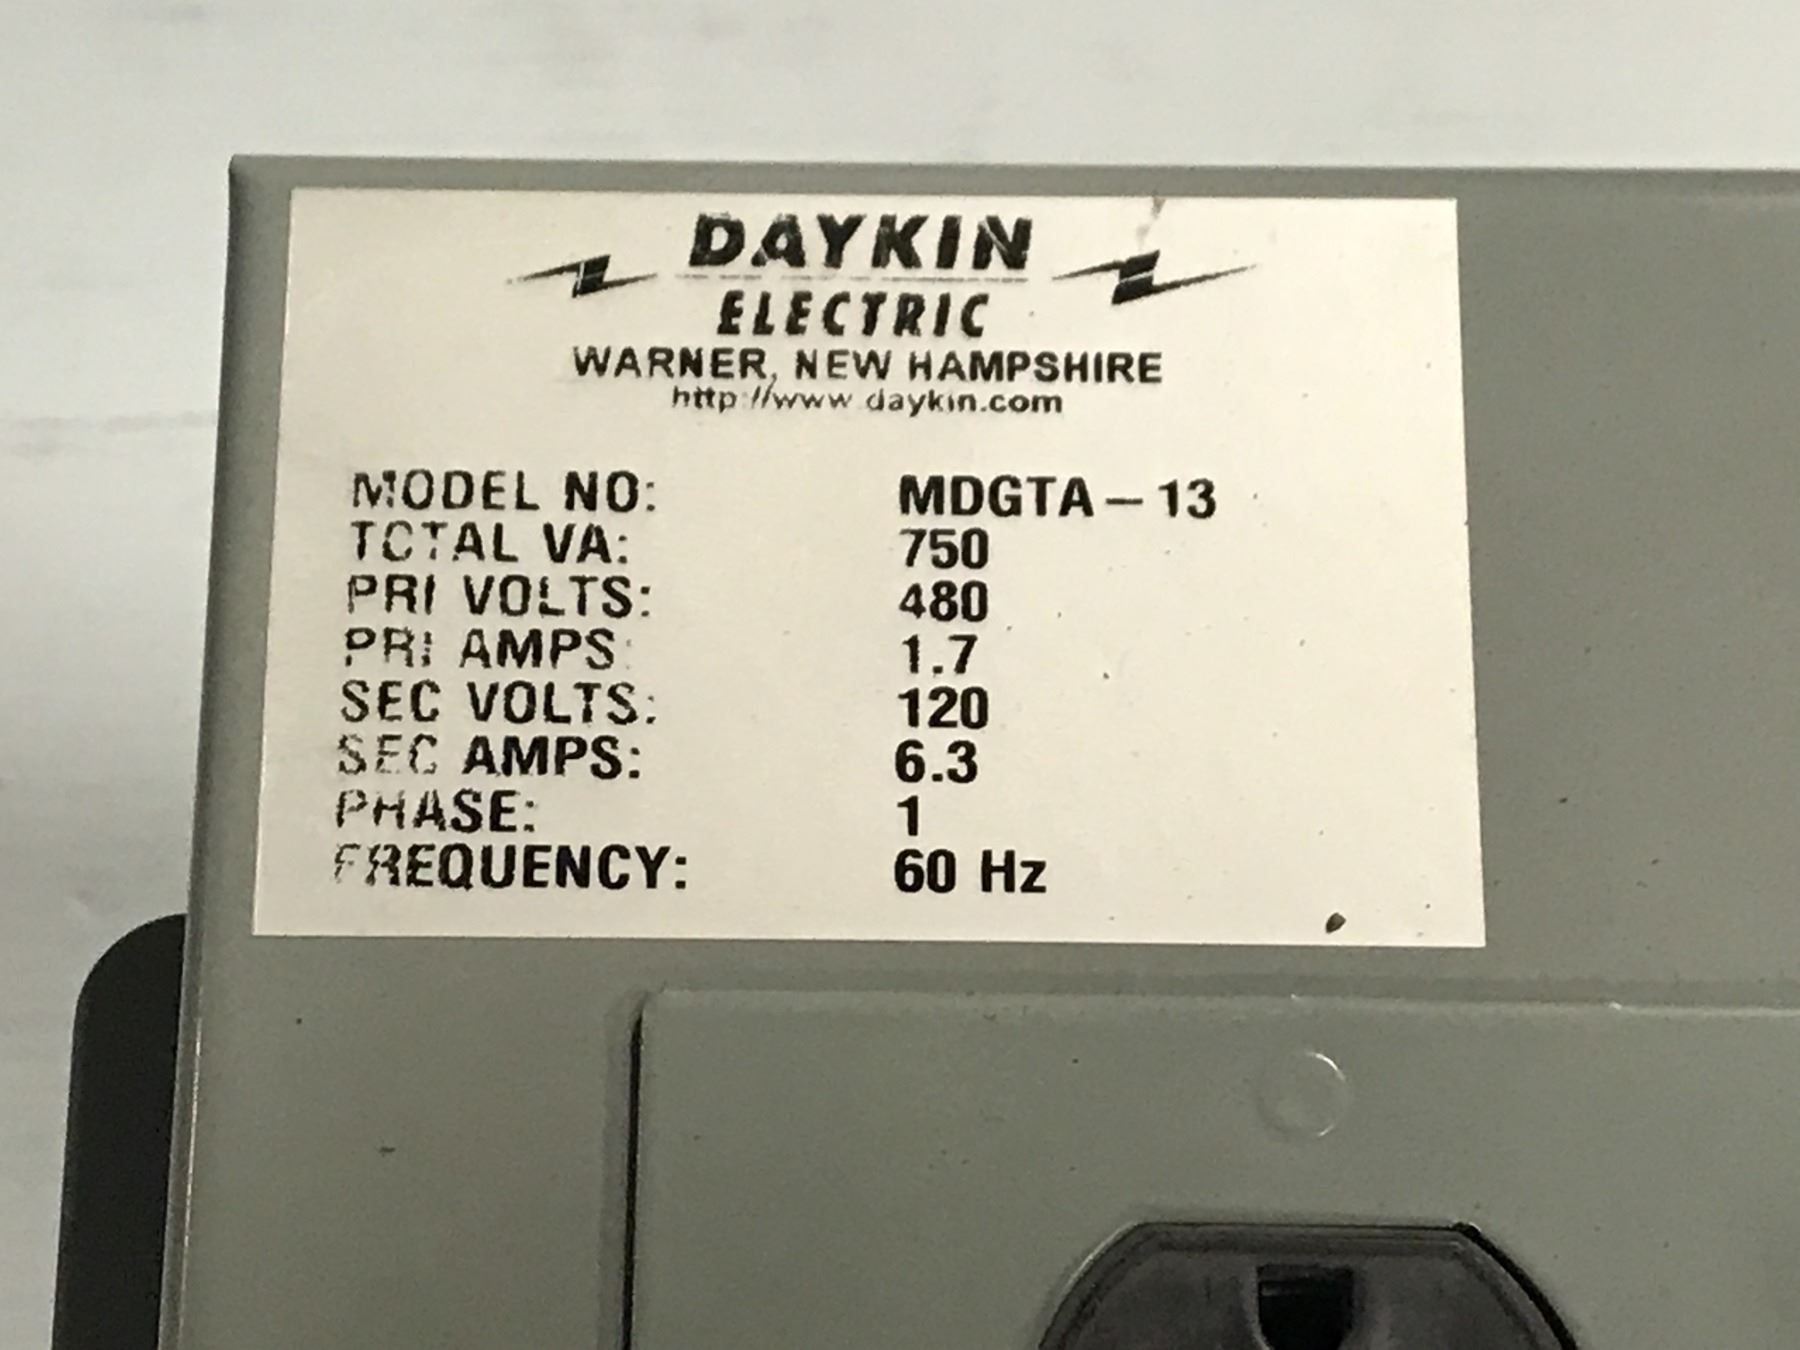 DAYKIN
ELECTRIC
WARNER, NEW HAMPSHIRE
http://www.daykin.com
MODEL NO: MDGTA-13
TOTAL VA: 750
PRI VOLTS: 480
PRI AMPS: 1.7
SEC VOLTS: 120
SEC AMPS: 6.3
PHASE: 1
FREQUENCY: 60 Hz